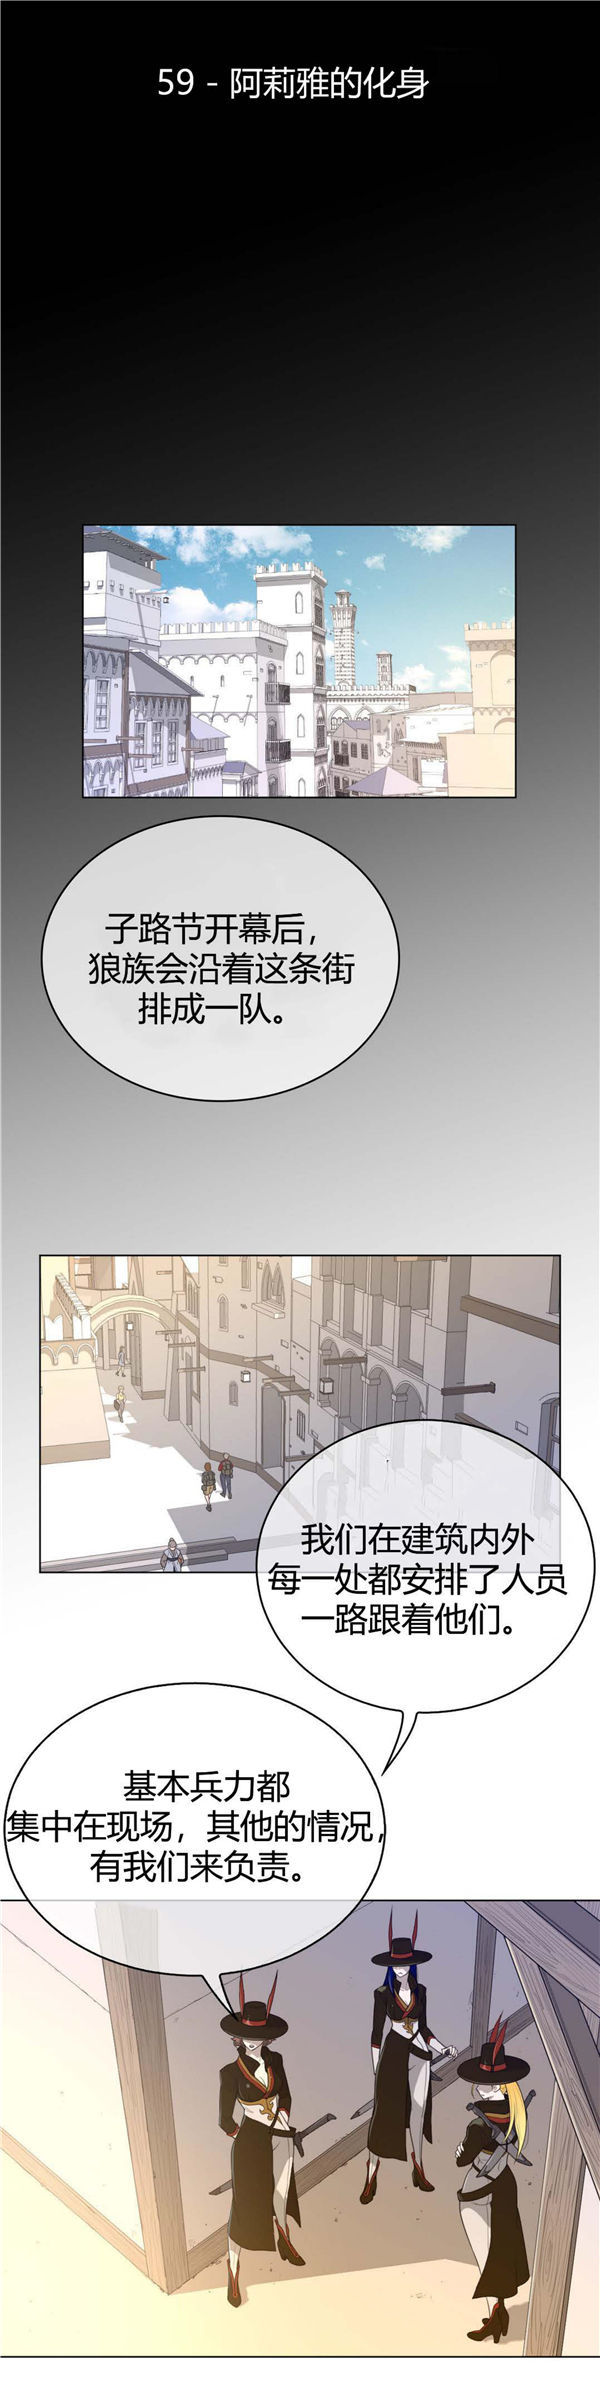 59 - 阿莉雅的化身
子路节开幕后，
狼族会沿着这条街
排成一队。
我们在建筑内外
每一处都安排了人员
一路跟着他们。
基本兵力都
集中在现场，其他的情况，
有我们来负责。